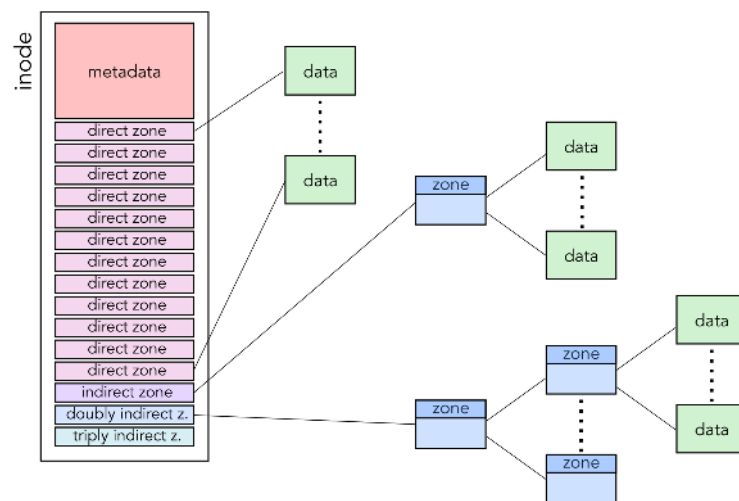 inode
metadata
direct zone
direct zone
direct zone
direct zone
direct zone
direct zone
direct zone
direct zone
direct zone
direct zone
direct zone
direct zone
indirect zone
doubly indirect z.
triply indirect z.
data
data
zone
data
data
zone
zone
zone
data
data